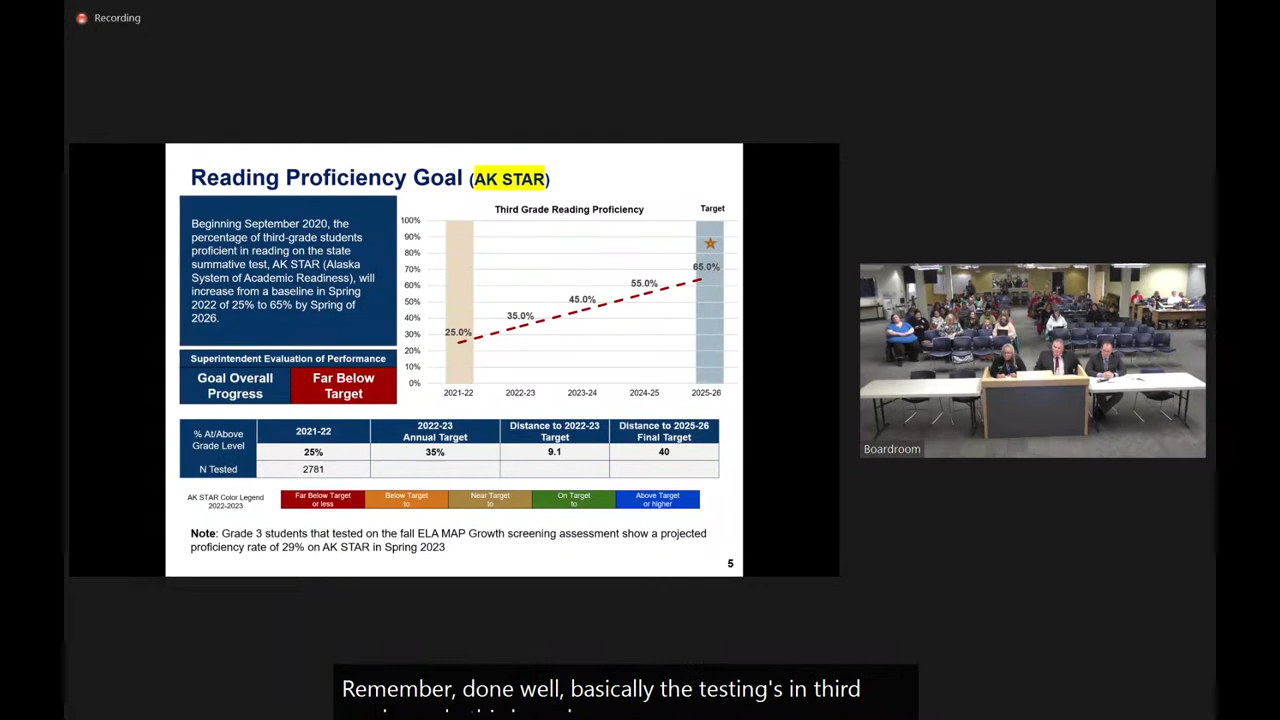 Recording
Reading Proficiency Goal (AK STAR)
Beginning September 2020, the
percentage of third-grade students
proficient in reading on the state
summative test, AK STAR (Alaska
System of Academic Readiness), will
increase from a baseline in Spring
2022 of 25% to 65% by Spring of
2026.
Superintendent Evaluation of Performance
Goal Overall
Progress
Far Below
Target
Third Grade Reading Proficiency
Target
100%
90%
80%
70%
60%
50%
40%
30%
20%
10%
0%
25.0%
35.0%
45.0%
55.0%
65.0%
2021-22 2022-23 2023-24 2024-25 2025-26
% At/Above
Grade Level
2021-22
2022-23
Annual Target
Distance to 2022-23
Target
Distance to 2025-26
Final Target
25% 35% 9.1 40
N Tested 2781
AK STAR Color Legend
2022-2023
Far Below Target
or less
Below Target
to
Near Target
to
On Target
to
Above Target
or higher
Note: Grade 3 students that tested on the fall ELA MAP Growth screening assessment show a projected
proficiency rate of 29% on AK STAR in Spring 2023
5
Boardroom
Remember, done well, basically the testing's in third